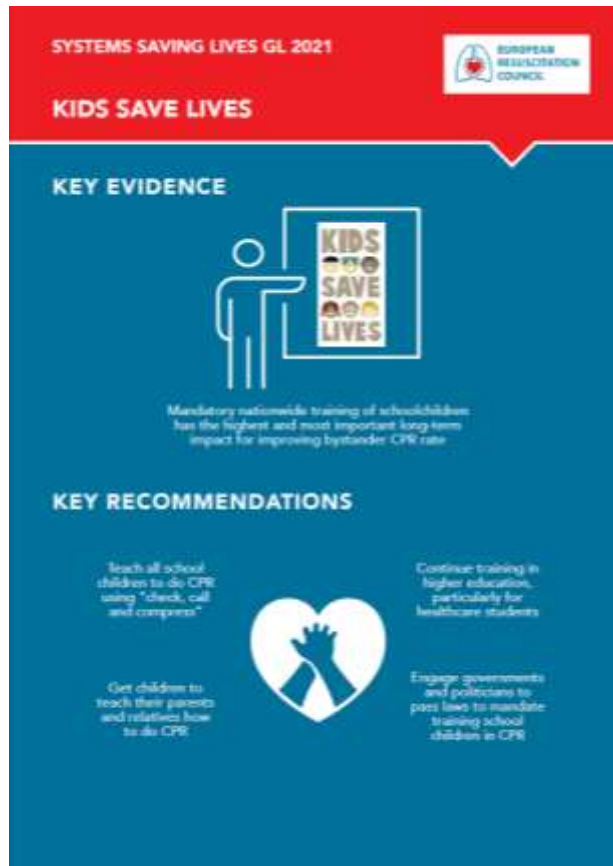 SYSTEMS SAVING LIVES GL 2021
EUROPEAN
RESUSCITATION
COUNCIL
KIDS SAVE LIVES
KEY EVIDENCE
KIDS
SAVE
LIVES
Mandatory nationwide training of schoolchildren
has the highest and most important long-term
impact for improving bystander CPR rate
KEY RECOMMENDATIONS
Teach all school
children to do CPR
using "check, call
and compress"
Continue training in
higher education,
particularly for
healthcare students
Get children to
teach their parents
and relatives how
to do CPR
Engage governments
and politicians to
pass laws to mandate
training school
children in CPR